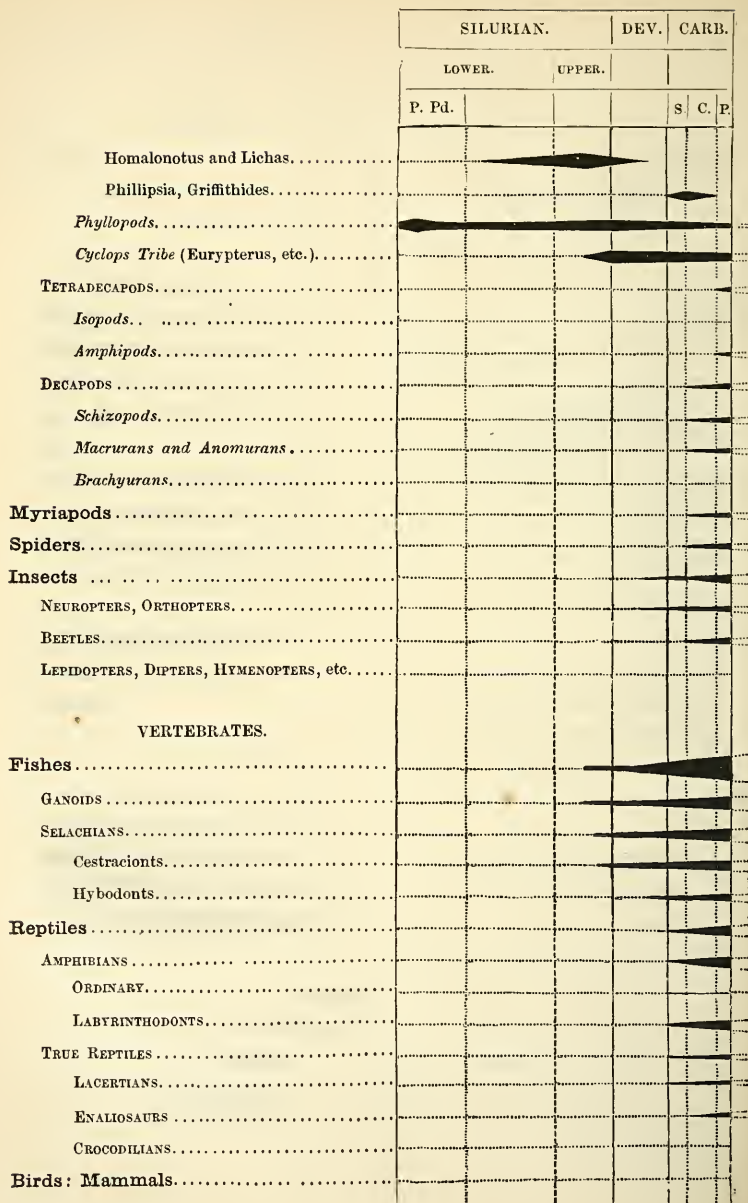 SILURIAN. DEV. CARB.
LOWER. UPPER.
P. Pd. S. C. P.
Homalonotus and Lichas
Phillipsia, Griffithides
Phyllopods
Cyclops Tribe (Eurypterus, etc.)
TETRADECAPODS
Isopods
Amphipods
DECAPODS
Schizopods
Macrurans and Anomurans
Brachyurans
Myriapods
Spiders
Insects
NEUROPTERS, ORTHOPTERS
BEETLES
LEPIDOPTERS, DIPTERS, HYMENOPTERS, etc.
VERTEBRATES.
Fishes
GANOIDS
SELACHIANS
Cestracionts
Hybodonts
Reptiles
AMPHIBIANS
ORDINARY
LABYRINTHODONTS
TRUE REPTILES
LACERTIANS
ENALIOSAURS
CROCODILIANS
Birds: Mammals